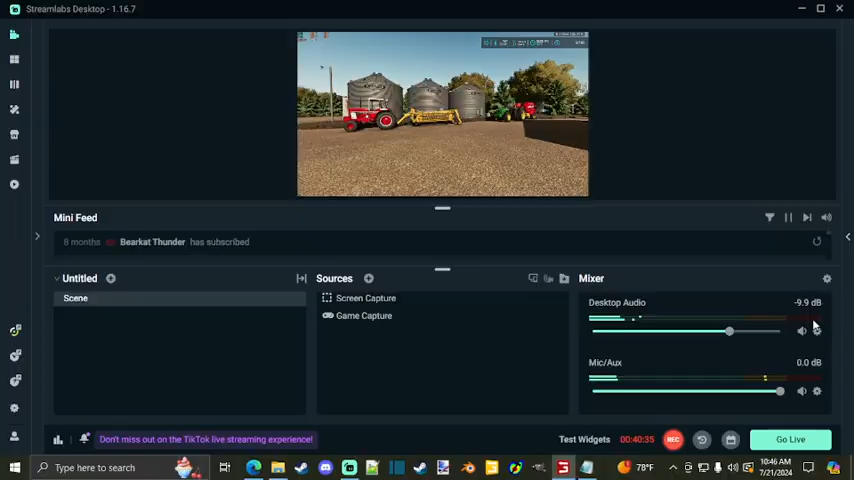 Streamlabs Desktop - 1.16.7
Mini Feed
8 months Bearkat Thunder has subscribed
Untitled
Sources
Mixer
Scene
Screen Capture
Game Capture
Desktop Audio -9.9 dB
Mic/Aux 0.0 dB
Don't miss out on the TikTok live streaming experience!
Test Widgets 00:40:35 REC
Go Live
Type here to search
78°F
10:46 AM
7/21/2024